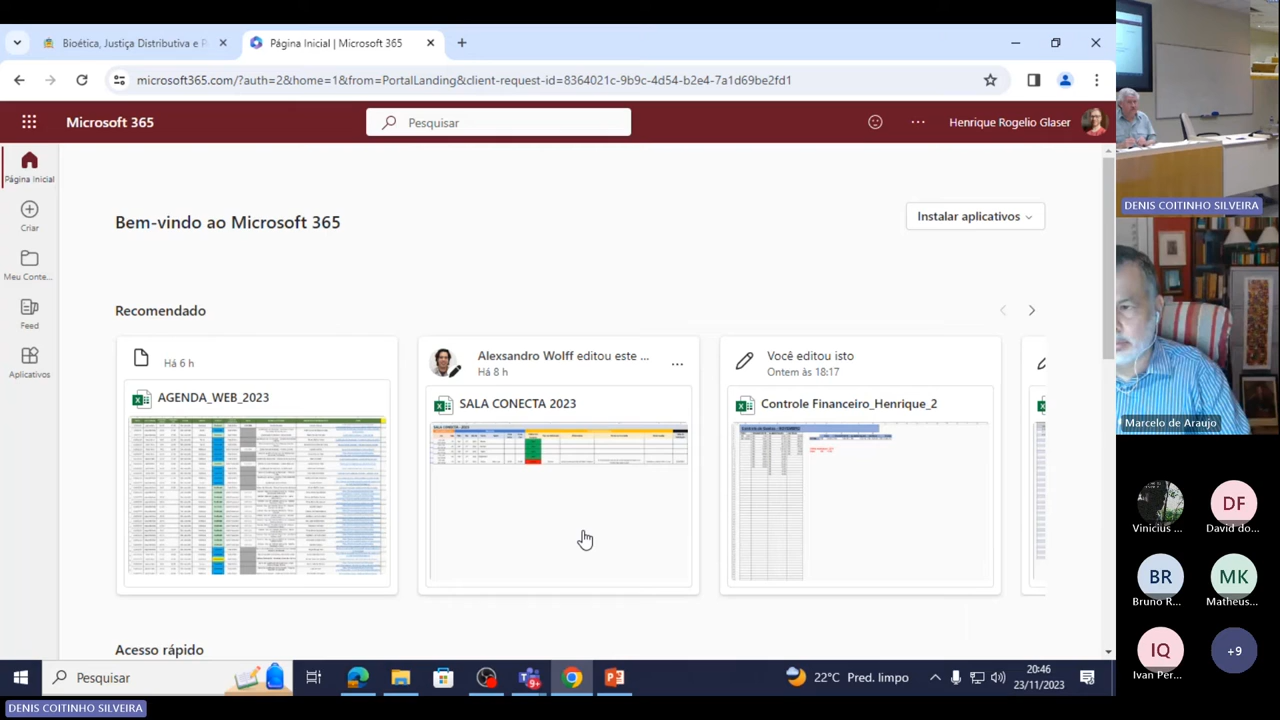 Bioética, Justiça Distributiva e P
Página Inicial | Microsoft 365
microsoft365.com/?auth=2&home=1&from=PortalLanding&client-request-id=8364021c-9b9c-4d54-b2e4-7a1d69be2fd1
Microsoft 365
Pesquisar
Henrique Rogelio Glaser
Página Inicial
Criar
Meu Conte...
Feed
Aplicativos
Bem-vindo ao Microsoft 365
Instalar aplicativos
Recomendado
Há 6 h
AGENDA_WEB_2023
Alexsandro Wolff editou este ...
Há 8 h
SALA CONECTA 2023
Você editou isto
Ontem às 18:17
Controle Financeiro_Henrique_2
Acesso rápido
Pesquisar
9+
22°C Pred. limpo
20:46
23/11/2023
DENIS COITINHO SILVEIRA
DENIS COITINHO SILVEIRA
Marcelo de Araujo
Vinicius ...
DF
David do...
BR
Bruno R...
MK
Matheus...
IQ
Ivan Per...
+9